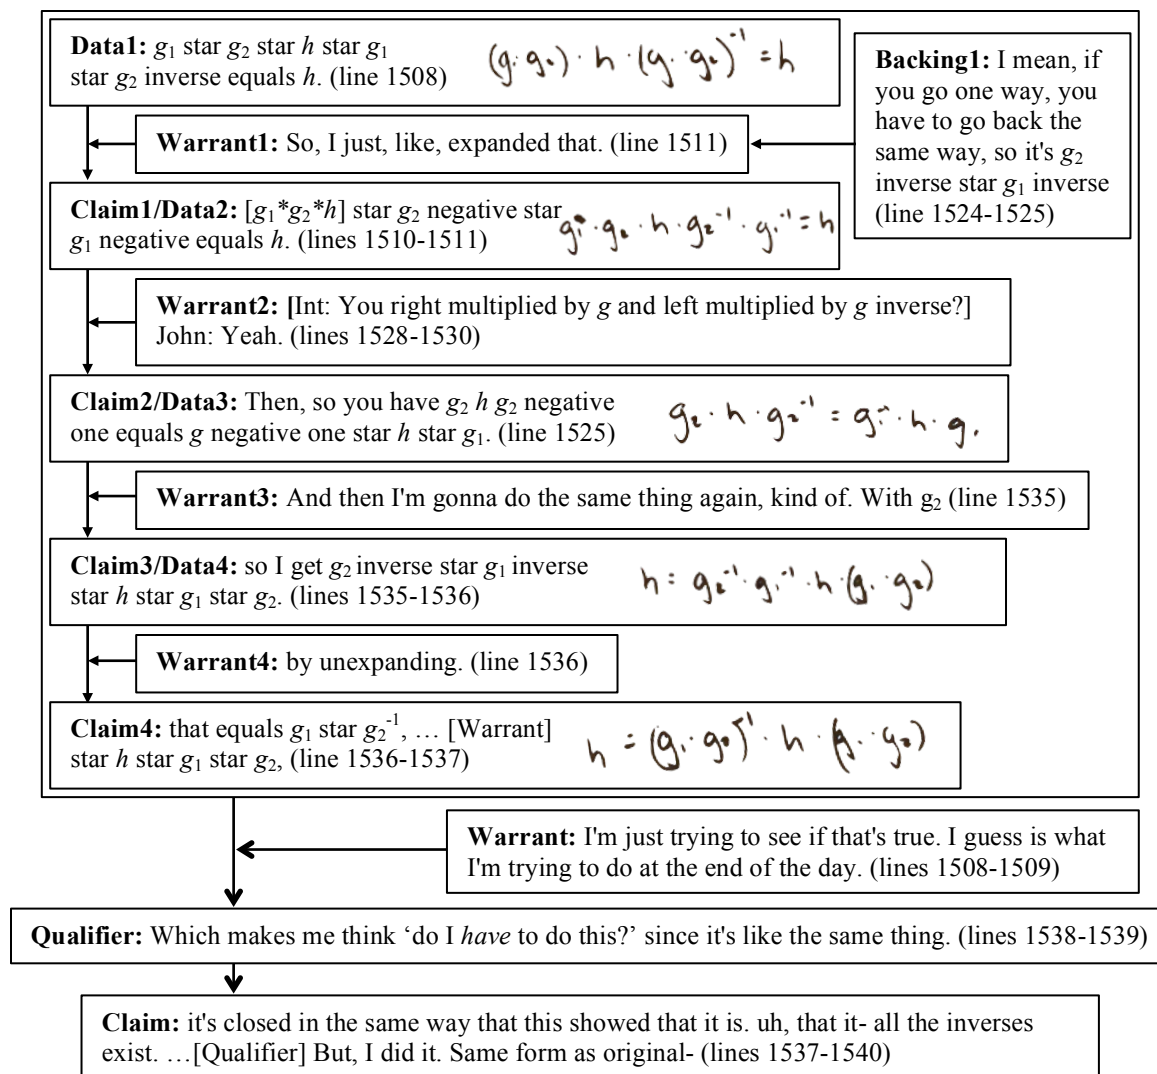 Data1: g₁ star g₂ star h star g₁
star g₂ inverse equals h. (line 1508)
(g₁·g₂)·h·(g₁·g₂)⁻¹=h
Backing1: I mean, if
you go one way, you
have to go back the
same way, so it's g₂
inverse star g₁ inverse
(line 1524-1525)
Warrant1: So, I just, like, expanded that. (line 1511)
Claim1/Data2: [g₁*g₂*h] star g₂ negative star
g₁ negative equals h. (lines 1510-1511)
g₁·g₂·h·g₂⁻¹·g₁⁻¹=h
Warrant2: [Int: You right multiplied by g and left multiplied by g inverse?]
John: Yeah. (lines 1528-1530)
Claim2/Data3: Then, so you have g₂ h g₂ negative
one equals g negative one star h star g₁. (line 1525)
g₂·h·g₂⁻¹=g₁⁻¹·h·g₁
Warrant3: And then I'm gonna do the same thing again, kind of. With g₂ (line 1535)
Claim3/Data4: so I get g₂ inverse star g₁ inverse
star h star g₁ star g₂. (lines 1535-1536)
h=g₂⁻¹·g₁⁻¹·h·(g₁·g₂)
Warrant4: by unexpanding. (line 1536)
Claim4: that equals g₁ star g₂⁻¹, … [Warrant]
star h star g₁ star g₂, (line 1536-1537)
h=(g₁·g₂)⁻¹·h·(g₁·g₂)
Warrant: I'm just trying to see if that's true. I guess is what
I'm trying to do at the end of the day. (lines 1508-1509)
Qualifier: Which makes me think ‘do I have to do this?’ since it's like the same thing. (lines 1538-1539)
Claim: it's closed in the same way that this showed that it is. uh, that it- all the inverses
exist. …[Qualifier] But, I did it. Same form as original- (lines 1537-1540)